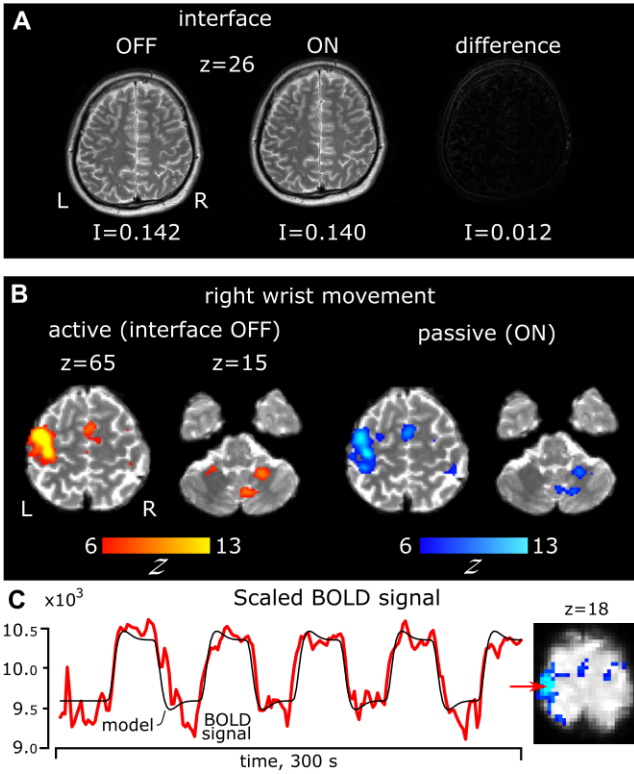 A
interface
OFF
ON
difference
z=26
L
R
I=0.142
I=0.140
I=0.012
B
right wrist movement
active (interface OFF)
passive (ON)
z=65
z=15
L
R
6
13
z
6
13
z
C
x10³
Scaled BOLD signal
z=18
10.5
10.0
9.5
9.0
model
BOLD
signal
time, 300 s